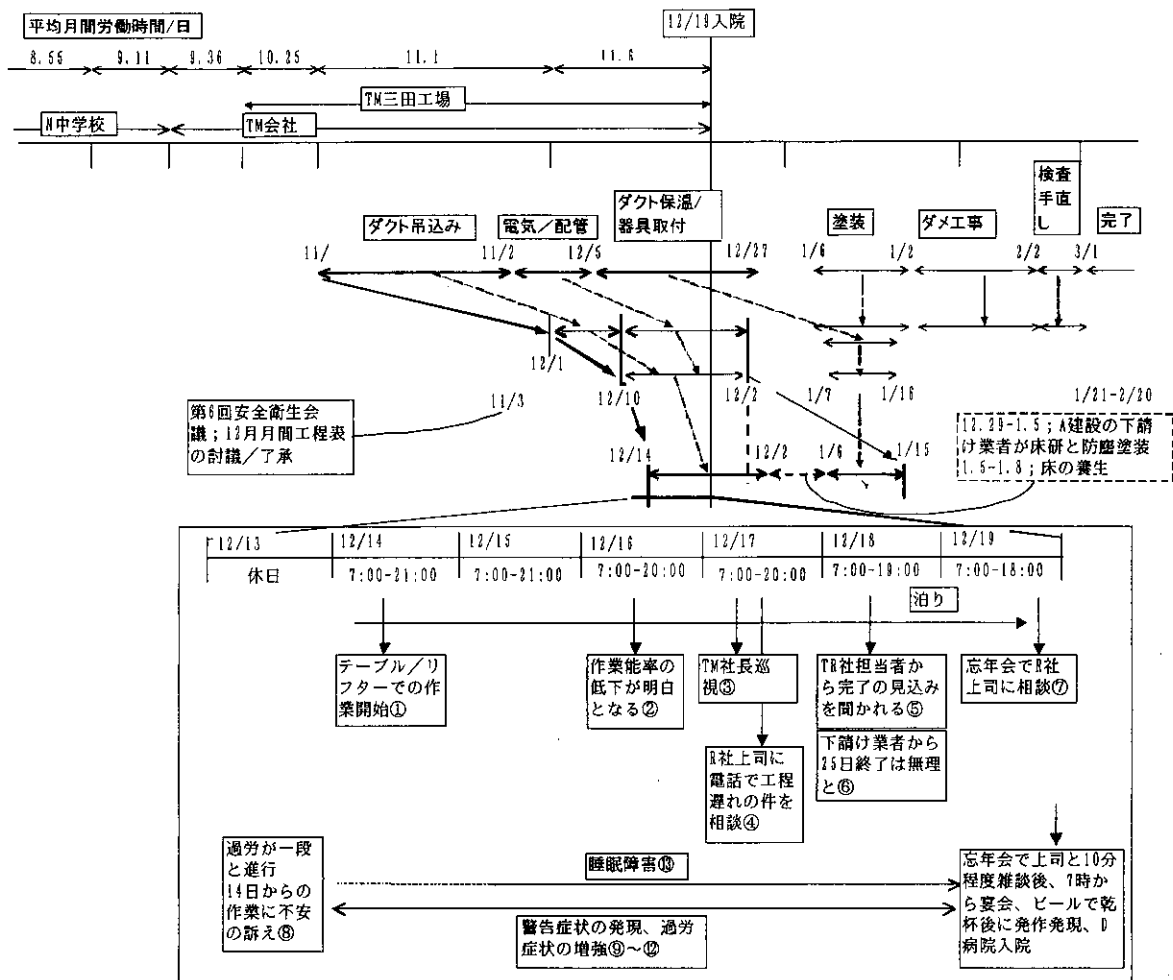 平均月間労働時間/日
12/19入院
8.55 9.11 9.36 10.25 11.1 11.6
TM三田工場
N中学校 TM会社
ダクト吊込み
電気/配管
ダクト保温/
器具取付
塗装
ダメ工事
検査
手直
し
完了
11/ 11/2 12/5 12/27 1/6 1/2 2/2 3/1
12/1
11/3 12/10 12/2 1/7 1/16 1/21-2/20
第6回安全衛生会
議;12月月間工程表
の討議/了承
12.29-1.5;A建設の下請
け業者が床研と防塵塗装
1.5-1.8;床の養生
12/14 12/2 1/6 1/15
12/13 12/14 12/15 12/16 12/17 12/18 12/19
休日 7:00-21:00 7:00-21:00 7:00-20:00 7:00-20:00 7:00-19:00 7:00-18:00
泊り
テーブル/リ
フターでの作
業開始①
作業能率の
低下が明白
となる②
TM社長巡
視③
TR社担当者か
ら完了の見込み
を聞かれる⑤
忘年会でR社
上司に相談⑦
R社上司に
電話で工程
遅れの件を
相談④
下請け業者から
25日終了は無理
と⑥
過労が一段
と進行
14日からの
作業に不安
の訴え⑧
睡眠障害⑬
警告症状の発現、過労
症状の増強⑨~⑫
忘年会で上司と10分
程度雑談後、7時か
ら宴会、ビールで乾
杯後に発作発現、D
病院入院